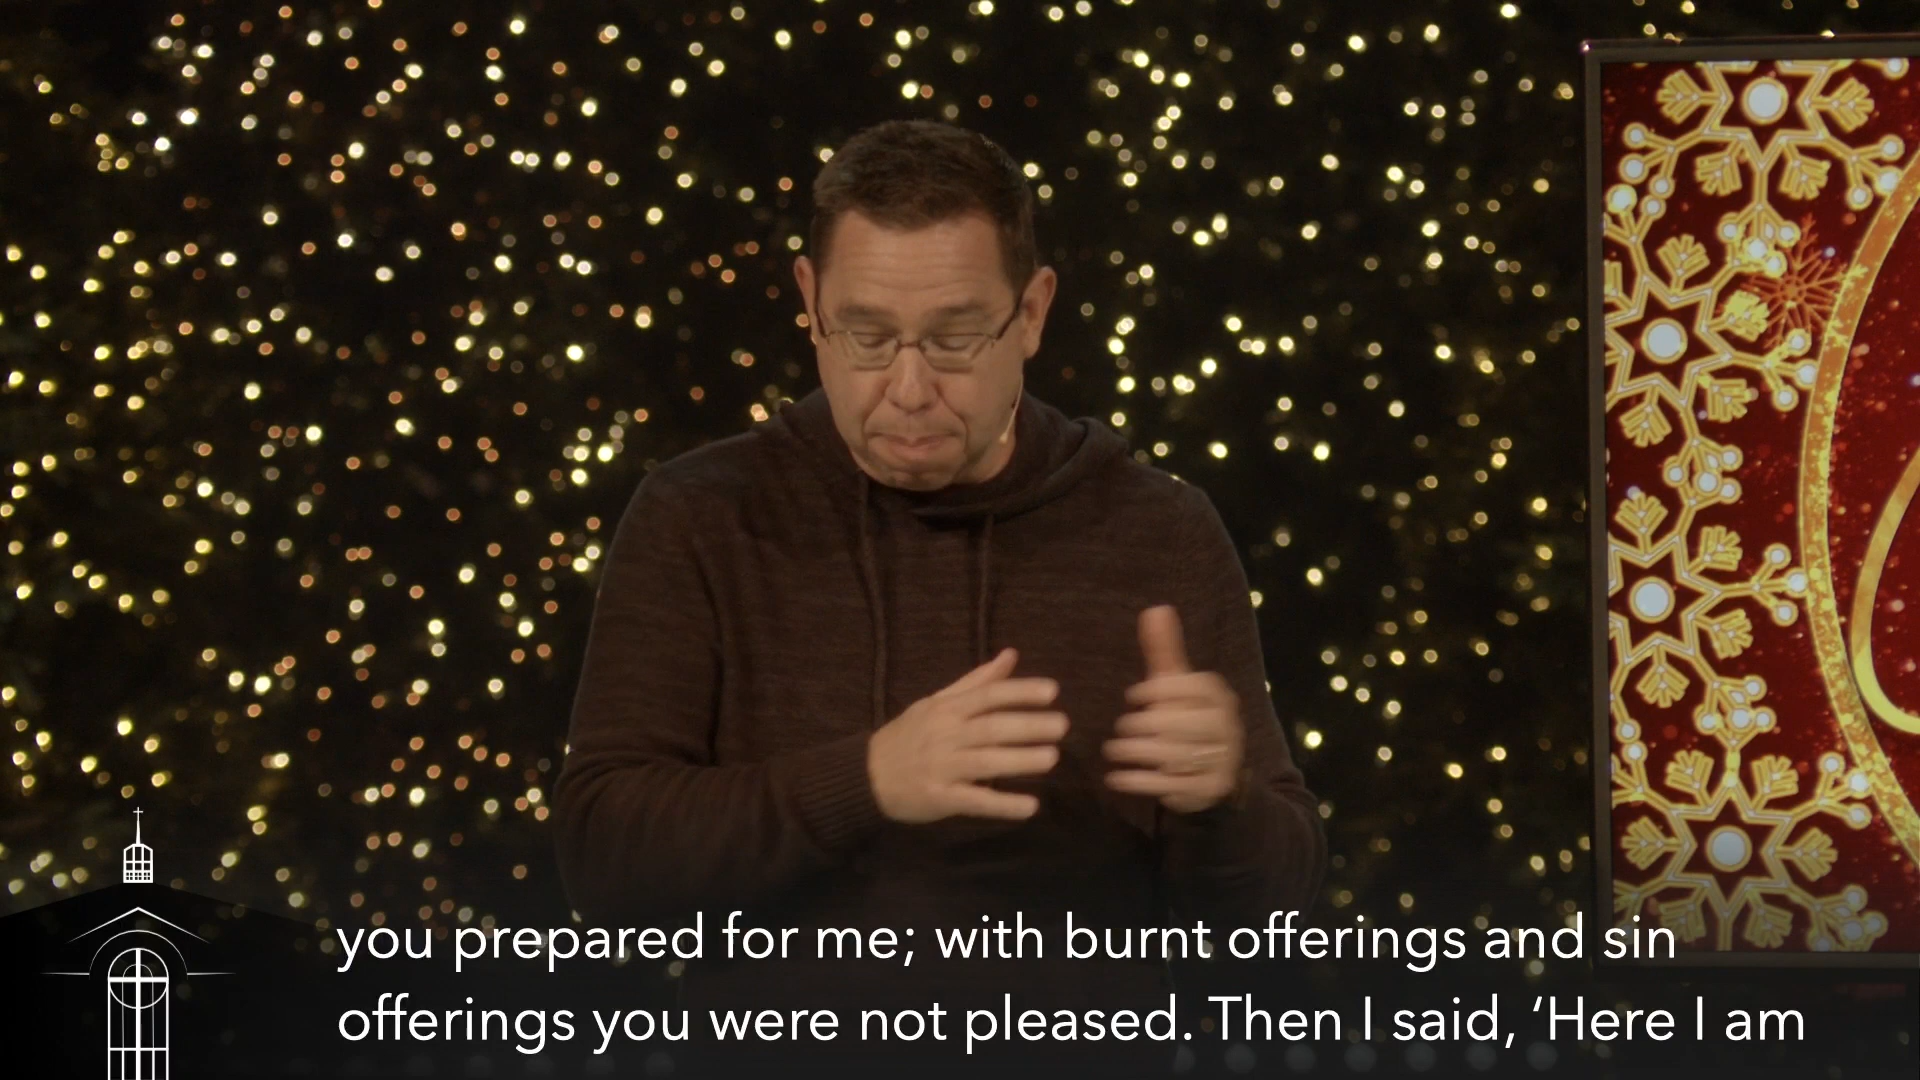 you prepared for me; with burnt offerings and sin
offerings you were not pleased. Then I said, ‘Here I am